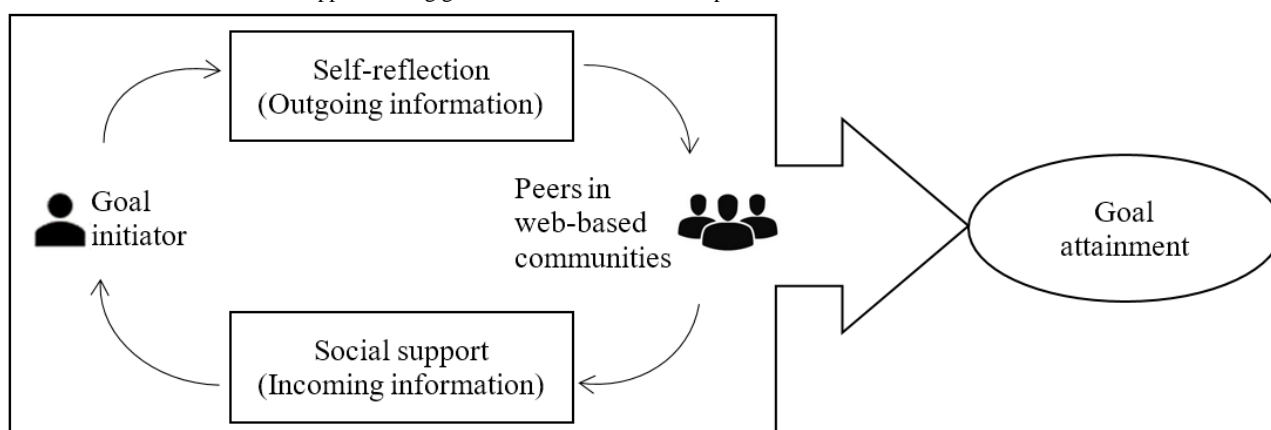 Self-reflection
(Outgoing information)
Goal
initiator
Peers in
web-based
communities
Goal
attainment
Social support
(Incoming information)